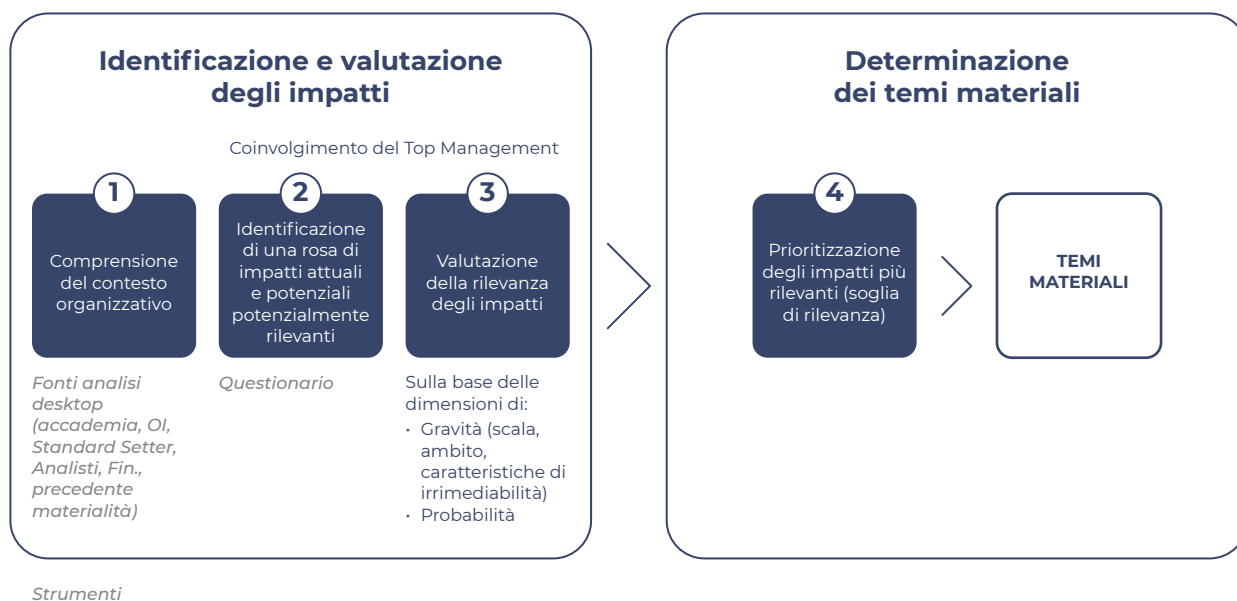 Identificazione e valutazione
degli impatti
Coinvolgimento del Top Management
1
Comprensione
del contesto
organizzativo
Fonti analisi
desktop
(accademia, OI,
Standard Setter,
Analisti, Fin.,
precedente
materialità)
2
Identificazione
di una rosa di
impatti attuali
e potenziali
potenzialmente
rilevanti
Questionario
3
Valutazione
della rilevanza
degli impatti
Sulla base delle
dimensioni di:
• Gravità (scala,
ambito,
caratteristiche di
irrimediabilità)
• Probabilità
Determinazione
dei temi materiali
4
Prioritizzazione
degli impatti più
rilevanti (soglia
di rilevanza)
TEMI
MATERIALI
Strumenti